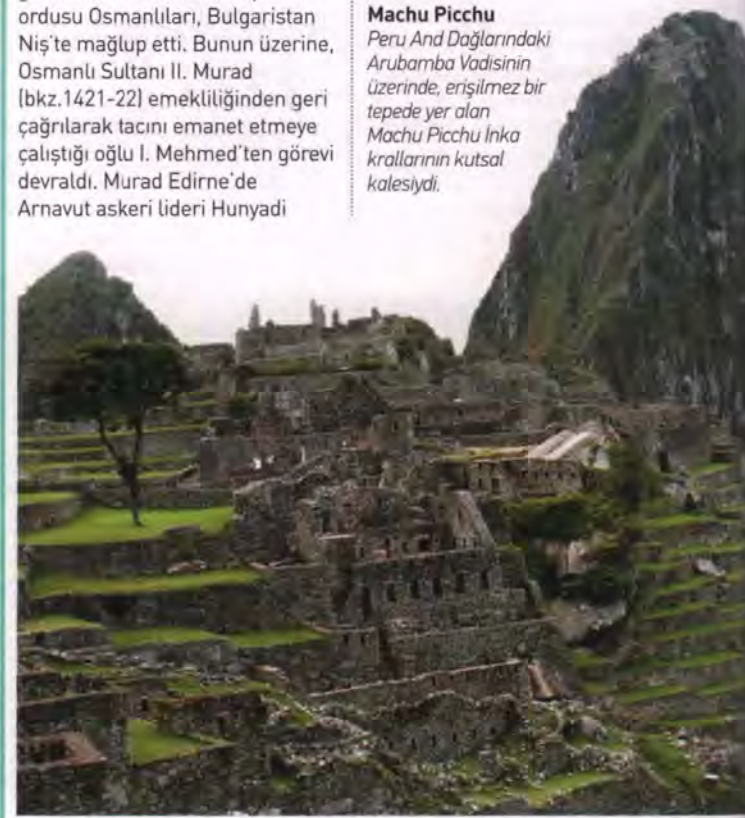 ordusu Osmanlıları, Bulgaristan
Niş'te mağlup etti. Bunun üzerine,
Osmanlı Sultanı II. Murad
(bkz.1421-22) emekliliğinden geri
çağrılarak tacını emanet etmeye
çalıştığı oğlu I. Mehmed'ten görevi
devraldı. Murad Edirne'de
Arnavut askeri lideri Hunyadi
Machu Picchu
Peru And Dağlarındaki
Arubamba Vadisinin
üzerinde, erişilmez bir
tepede yer alan
Machu Picchu İnka
krallarının kutsal
kalesiydi.